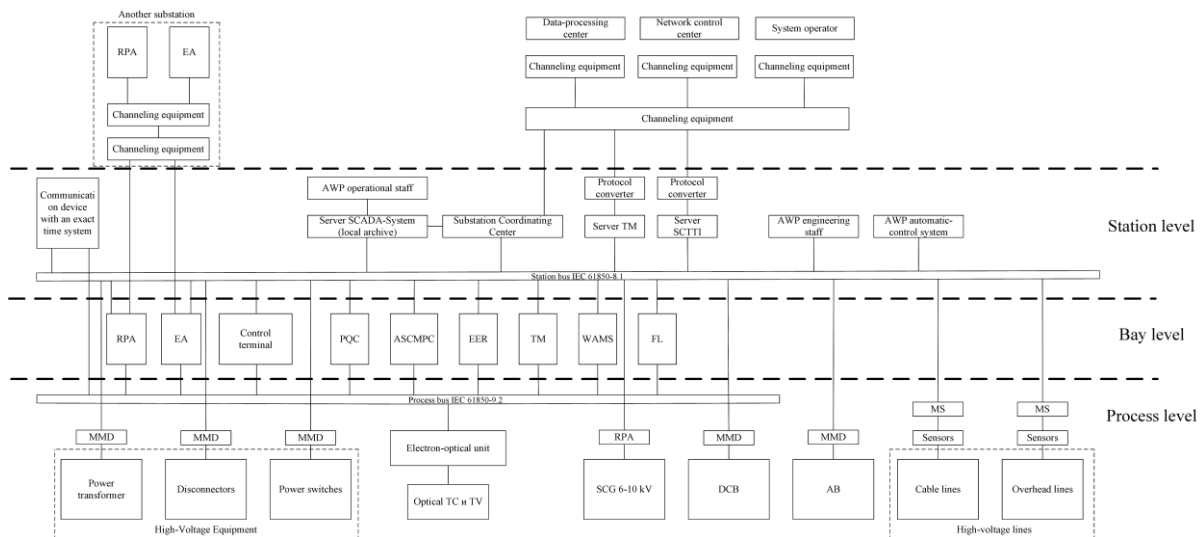 Another substation
RPA
EA
Channeling equipment
Channeling equipment
Data-processing
center
Network control
center
System operator
Channeling equipment
Channeling equipment
Channeling equipment
Channeling equipment
Communicati
on device
with an exact
time system
AWP operational staff
Server SCADA-System
(local archive)
Substation Coordinating
Center
Protocol
converter
Protocol
converter
Server TM
Server
SCTTI
AWP engineering
staff
AWP automatic-
control system
Station level
Station bus IEC 61850-8.1
RPA
EA
Control
terminal
PQC
ASCMPC
EER
TM
WAMS
FL
Bay level
Process bus IEC 61850-9.2
Process level
MMD
MMD
MMD
Electron-optical unit
RPA
MMD
MMD
MS
Sensors
MS
Sensors
Power
transformer
Disconnectors
Power switches
Optical TC и TV
SCG 6-10 kV
DCB
AB
Cable lines
Overhead lines
High-Voltage Equipment
High-voltage lines